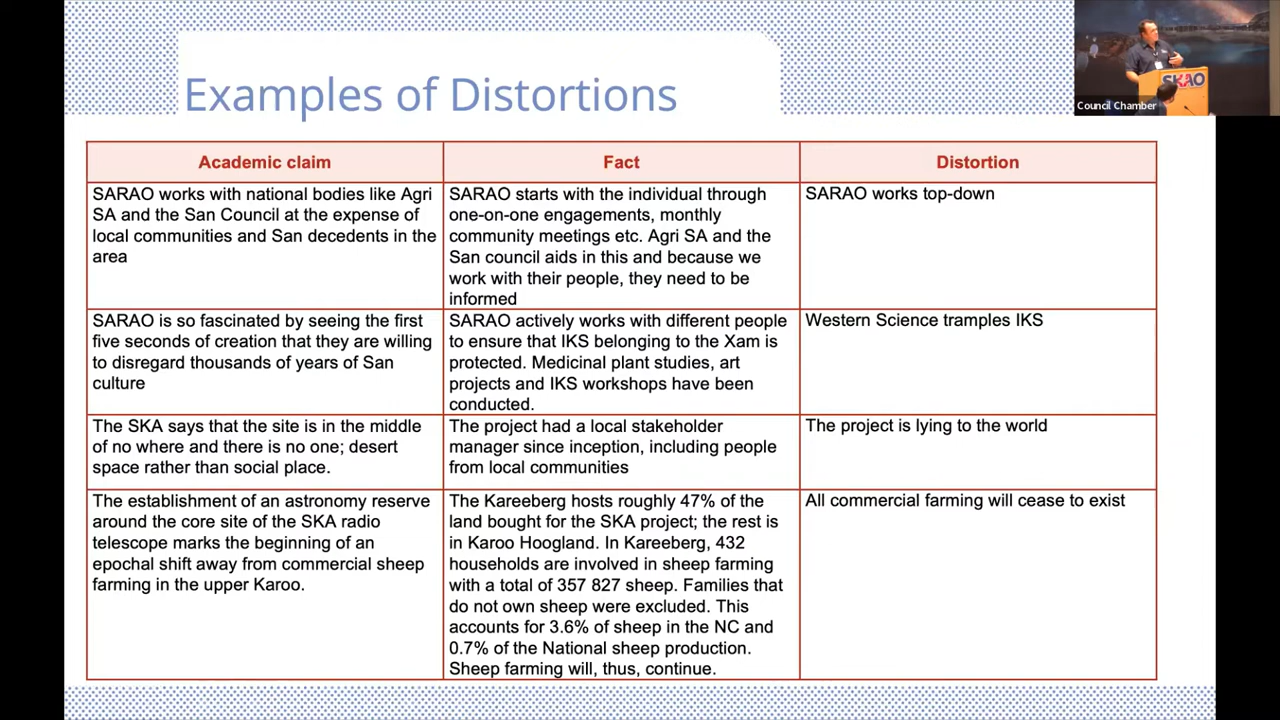 Examples of Distortions
SKAO
Council Chamber
Academic claim
Fact
Distortion
SARAO works with national bodies like Agri
SA and the San Council at the expense of
local communities and San decedents in the
area
SARAO starts with the individual through
one-on-one engagements, monthly
community meetings etc. Agri SA and the
San council aids in this and because we
work with their people, they need to be
informed
SARAO works top-down
SARAO is so fascinated by seeing the first
five seconds of creation that they are willing
to disregard thousands of years of San
culture
SARAO actively works with different people
to ensure that IKS belonging to the Xam is
protected. Medicinal plant studies, art
projects and IKS workshops have been
conducted.
Western Science tramples IKS
The SKA says that the site is in the middle
of no where and there is no one; desert
space rather than social place.
The project had a local stakeholder
manager since inception, including people
from local communities
The project is lying to the world
The establishment of an astronomy reserve
around the core site of the SKA radio
telescope marks the beginning of an
epochal shift away from commercial sheep
farming in the upper Karoo.
The Kareeberg hosts roughly 47% of the
land bought for the SKA project; the rest is
in Karoo Hoogland. In Kareeberg, 432
households are involved in sheep farming
with a total of 357 827 sheep. Families that
do not own sheep were excluded. This
accounts for 3.6% of sheep in the NC and
0.7% of the National sheep production.
Sheep farming will, thus, continue.
All commercial farming will cease to exist